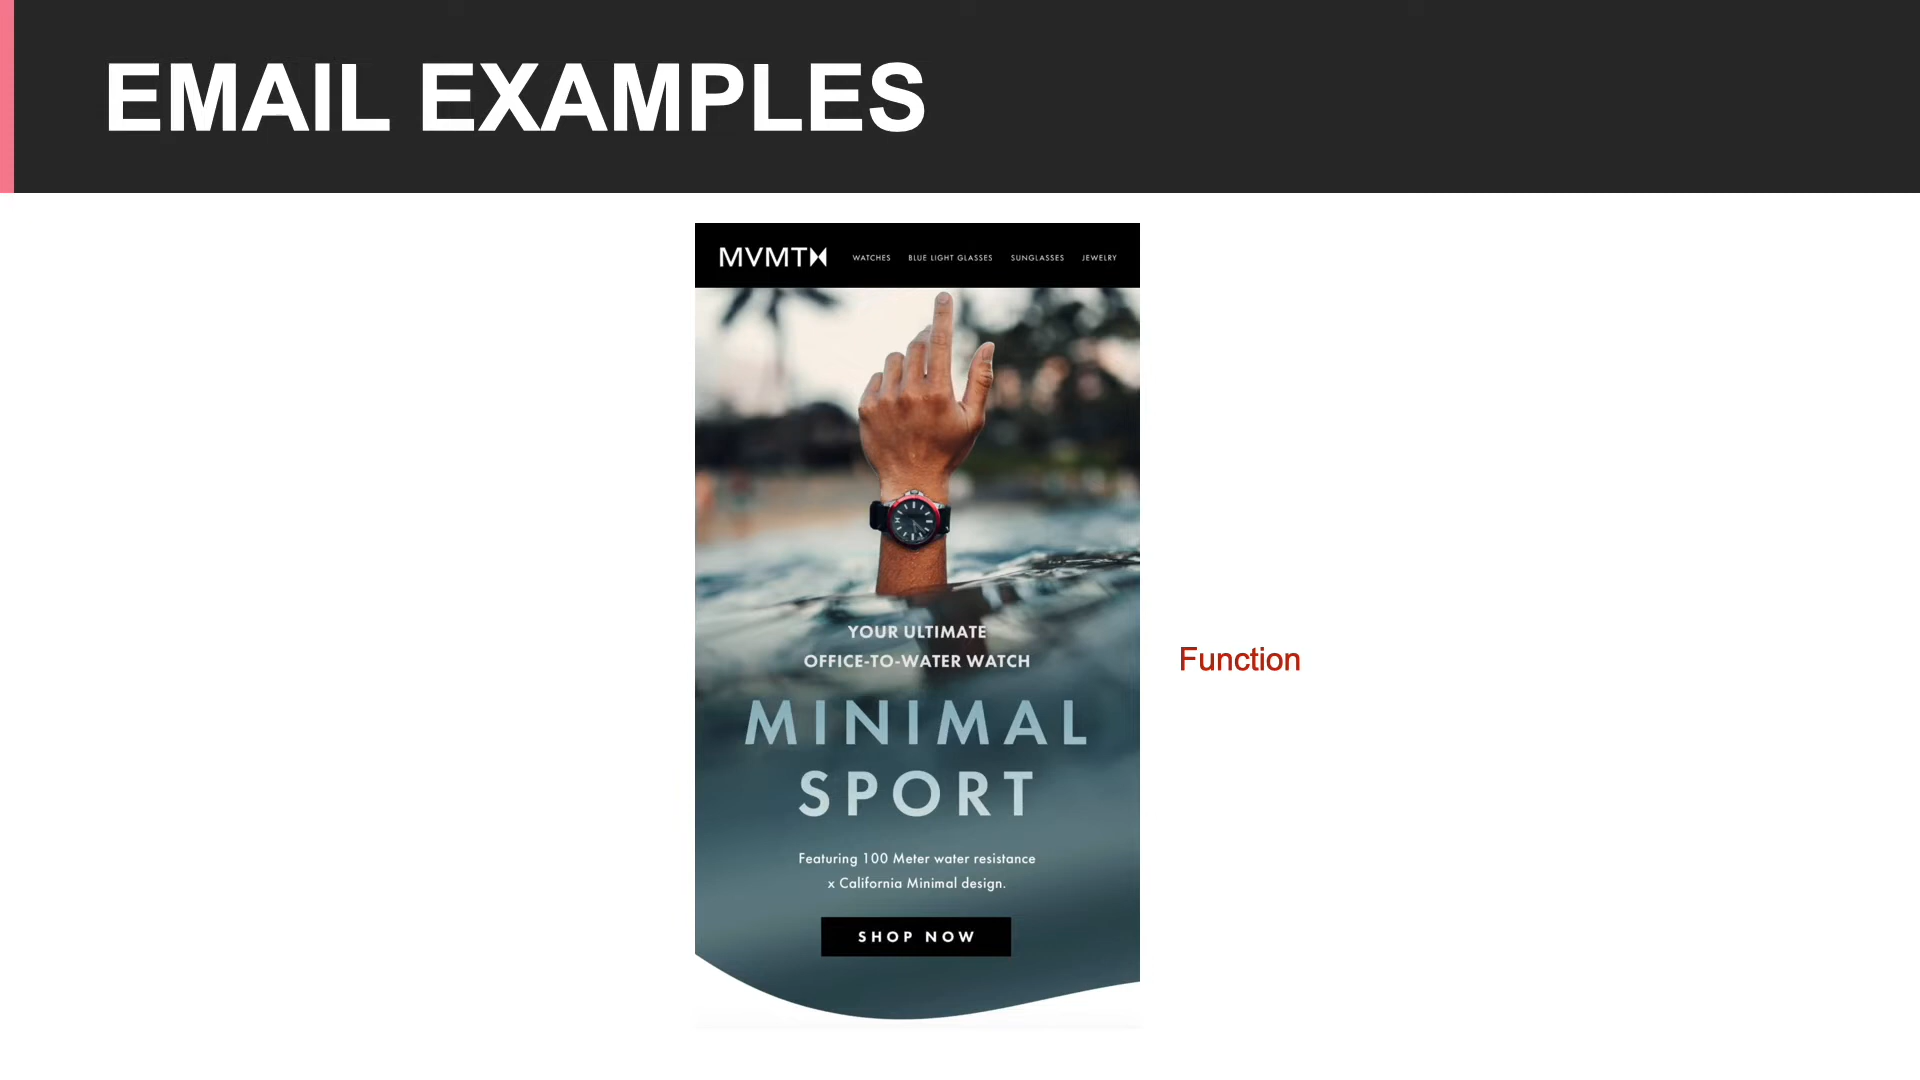 EMAIL EXAMPLES
MVMT WATCHES BLUE LIGHT GLASSES SUNGLASSES JEWELRY
YOUR ULTIMATE
OFFICE-TO-WATER WATCH
Function
MINIMAL
SPORT
Featuring 100 Meter water resistance
x California Minimal design.
SHOP NOW